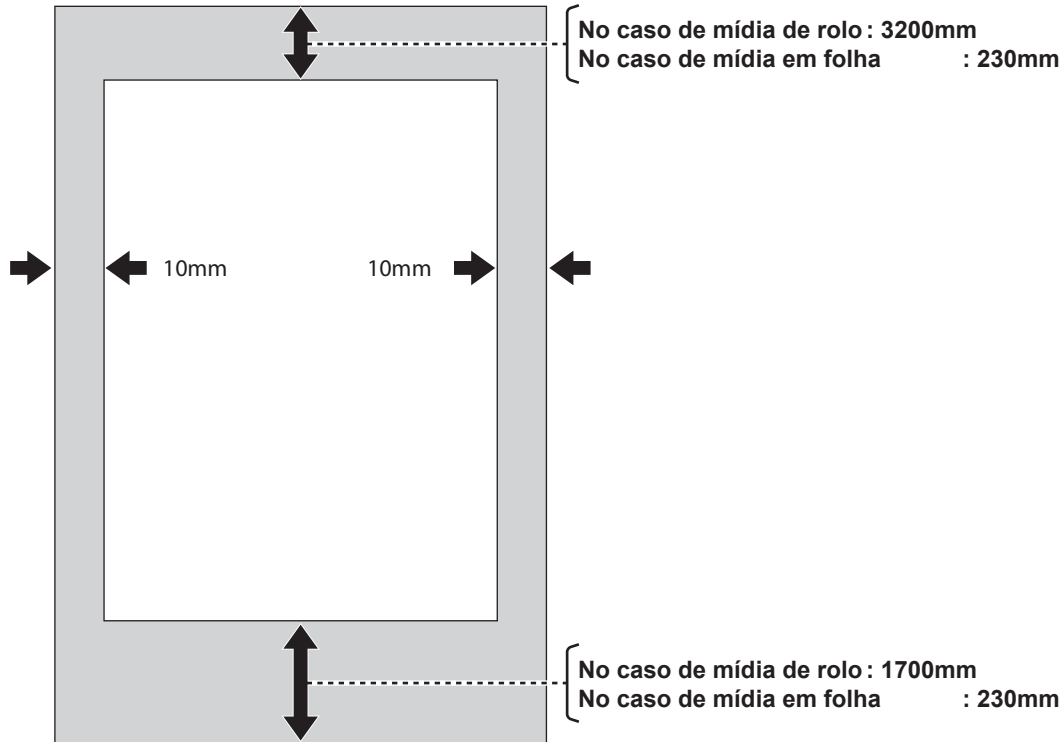 No caso de mídia de rolo : 3200mm
No caso de mídia em folha : 230mm
10mm 10mm
No caso de mídia de rolo : 1700mm
No caso de mídia em folha : 230mm